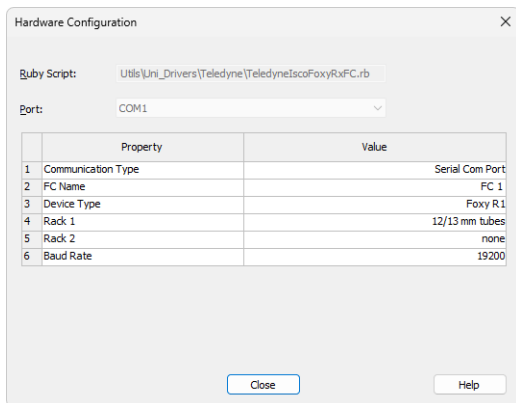 Hardware Configuration
Ruby Script: Utils\Uni_Drivers\Teledyne\TeledyneIscoFoxyRxFC.rb
Port: COM1
Property Value
1 Communication Type Serial Com Port
2 FC Name FC 1
3 Device Type Foxy R1
4 Rack 1 12/13 mm tubes
5 Rack 2 none
6 Baud Rate 19200
Close Help